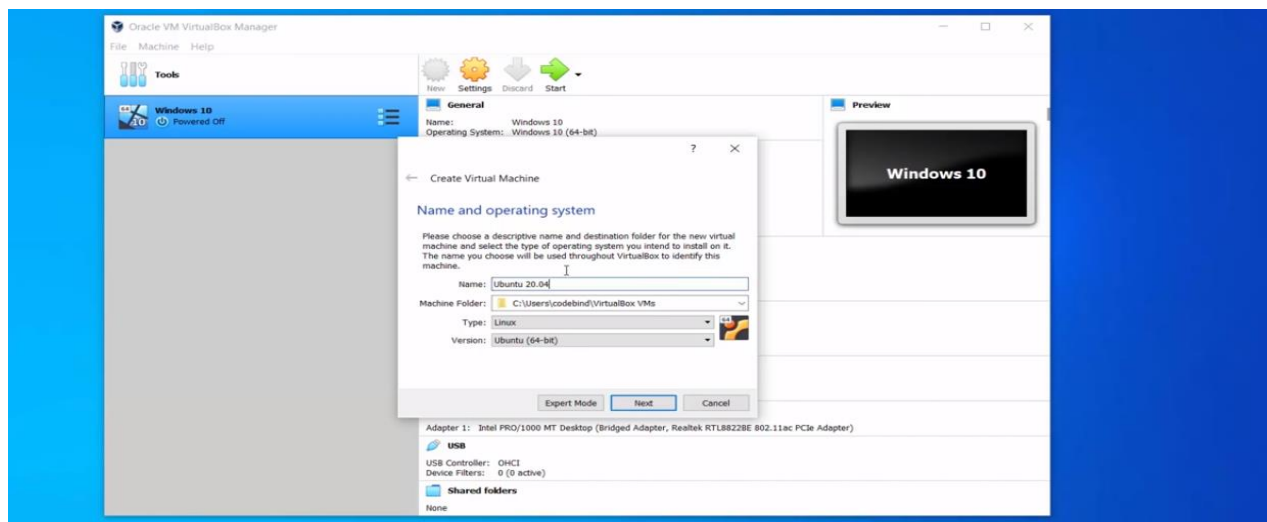 Oracle VM VirtualBox Manager
File Machine Help
Tools
New Settings Discard Start
64
10
Windows 10
Powered Off
General
Name: Windows 10
Operating System: Windows 10 (64-bit)
Preview
Windows 10
?
Create Virtual Machine
Name and operating system
Please choose a descriptive name and destination folder for the new virtual
machine and select the type of operating system you intend to install on it.
The name you choose will be used throughout VirtualBox to identify this
machine.
Name: Ubuntu 20.04
Machine Folder: C:\Users\codebind\VirtualBox VMs
Type: Linux
64
Version: Ubuntu (64-bit)
Expert Mode Next Cancel
Adapter 1: Intel PRO/1000 MT Desktop (Bridged Adapter, Realtek RTL8822BE 802.11ac PCIe Adapter)
USB
USB Controller: OHCI
Device Filters: 0 (0 active)
Shared folders
None